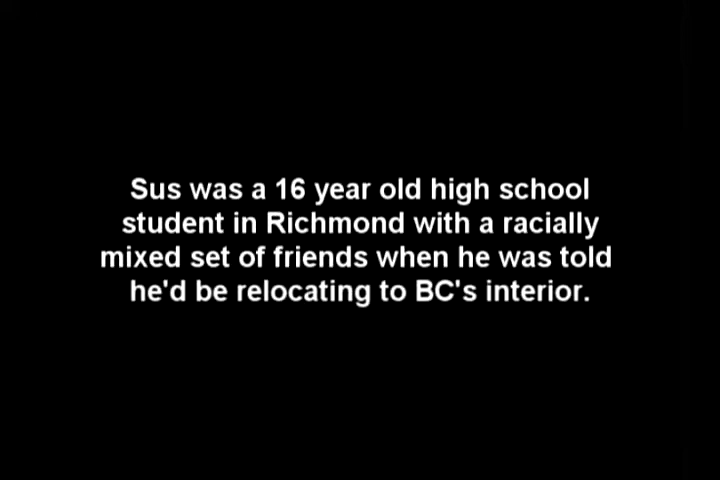 Sus was a 16 year old high school
student in Richmond with a racially
mixed set of friends when he was told
he'd be relocating to BC's interior.